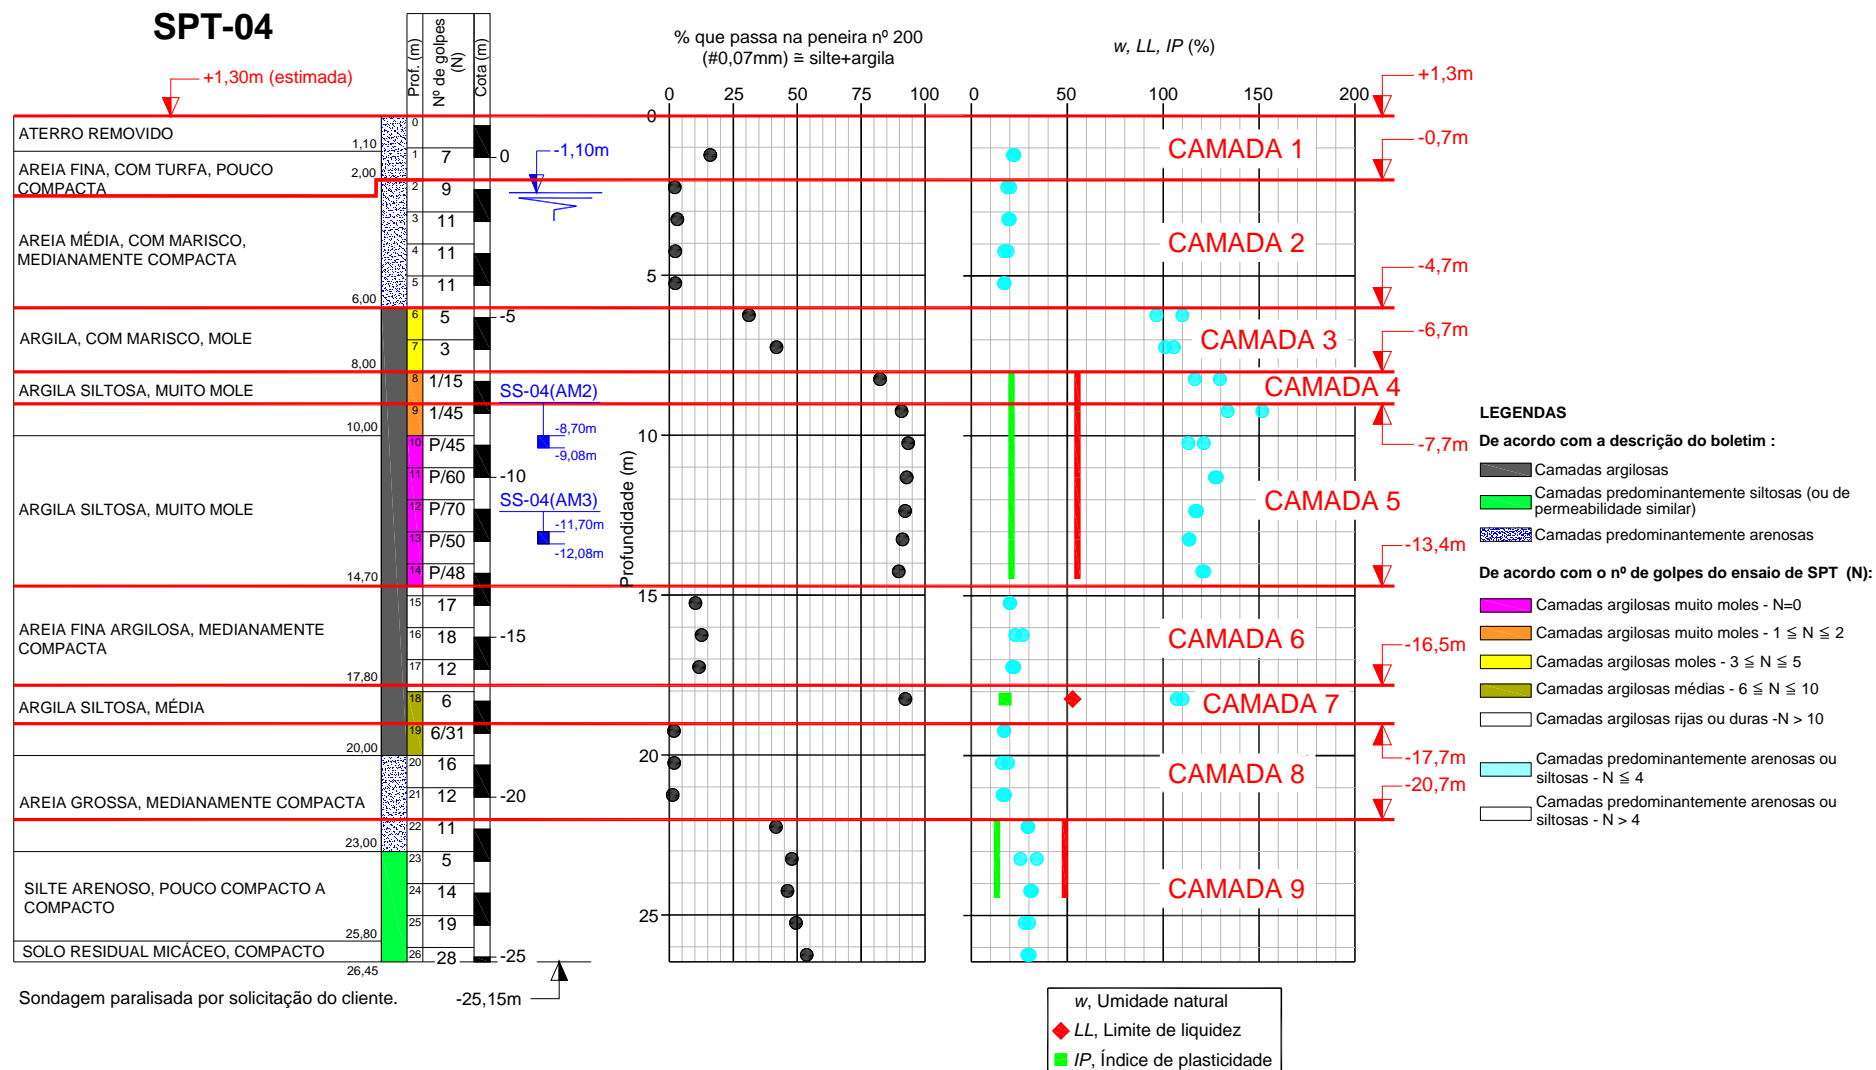 SPT-04
+1,30m (estimada)
Prof. (m)
Nº de golpes
(N)
Cota (m)
% que passa na peneira nº 200
(#0,07mm) ≅ silte+argila
w, LL, IP (%)
0 25 50 75 100
0 50 100 150 200
Profundidade (m)
0
5
10
15
20
25
ATERRO REMOVIDO
1,10
AREIA FINA, COM TURFA, POUCO
COMPACTA
2,00
AREIA MÉDIA, COM MARISCO,
MEDIANAMENTE COMPACTA
6,00
ARGILA, COM MARISCO, MOLE
8,00
ARGILA SILTOSA, MUITO MOLE
10,00
ARGILA SILTOSA, MUITO MOLE
14,70
AREIA FINA ARGILOSA, MEDIANAMENTE
COMPACTA
17,80
ARGILA SILTOSA, MÉDIA
20,00
AREIA GROSSA, MEDIANAMENTE COMPACTA
23,00
SILTE ARENOSO, POUCO COMPACTO A
COMPACTO
25,80
SOLO RESIDUAL MICÁCEO, COMPACTO
26,45
Sondagem paralisada por solicitação do cliente.
0
1 7
2 9
3 11
4 11
5 11
6 5
7 3
8 1/15
9 1/45
10 P/45
11 P/60
12 P/70
13 P/50
14 P/48
15 17
16 18
17 12
18 6
19 6/31
20 16
21 12
22 11
23 5
24 14
25 19
26 28
0
-5
-10
-15
-20
-25
-1,10m
SS-04(AM2)
-8,70m
-9,08m
SS-04(AM3)
-11,70m
-12,08m
-25,15m
CAMADA 1
CAMADA 2
CAMADA 3
CAMADA 4
CAMADA 5
CAMADA 6
CAMADA 7
CAMADA 8
CAMADA 9
+1,3m
-0,7m
-4,7m
-6,7m
-7,7m
-13,4m
-16,5m
-17,7m
-20,7m
w, Umidade natural
LL, Limite de liquidez
IP, Índice de plasticidade
LEGENDAS
De acordo com a descrição do boletim :
Camadas argilosas
Camadas predominantemente siltosas (ou de
permeabilidade similar)
Camadas predominantemente arenosas
De acordo com o nº de golpes do ensaio de SPT (N):
Camadas argilosas muito moles - N=0
Camadas argilosas muito moles - 1 ≦ N ≦ 2
Camadas argilosas moles - 3 ≦ N ≦ 5
Camadas argilosas médias - 6 ≦ N ≦ 10
Camadas argilosas rijas ou duras -N > 10
Camadas predominantemente arenosas ou
siltosas - N ≦ 4
Camadas predominantemente arenosas ou
siltosas - N > 4